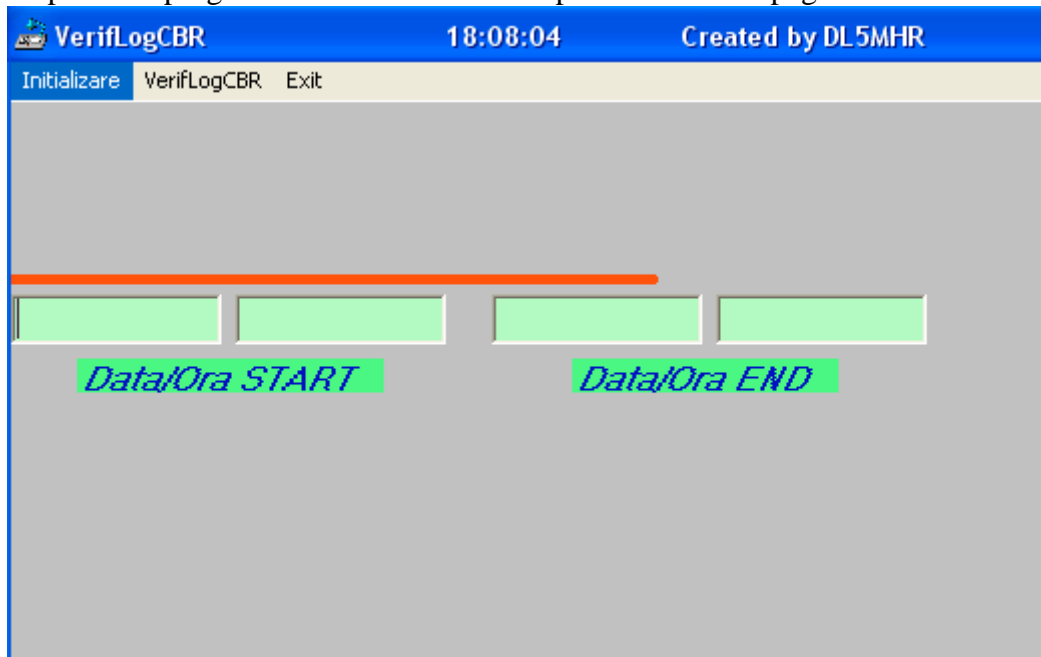 VerifLogCBR 18:08:04 Created by DL5MHR
Initializare VerifLogCBR Exit
Data/Ora START Data/Ora END